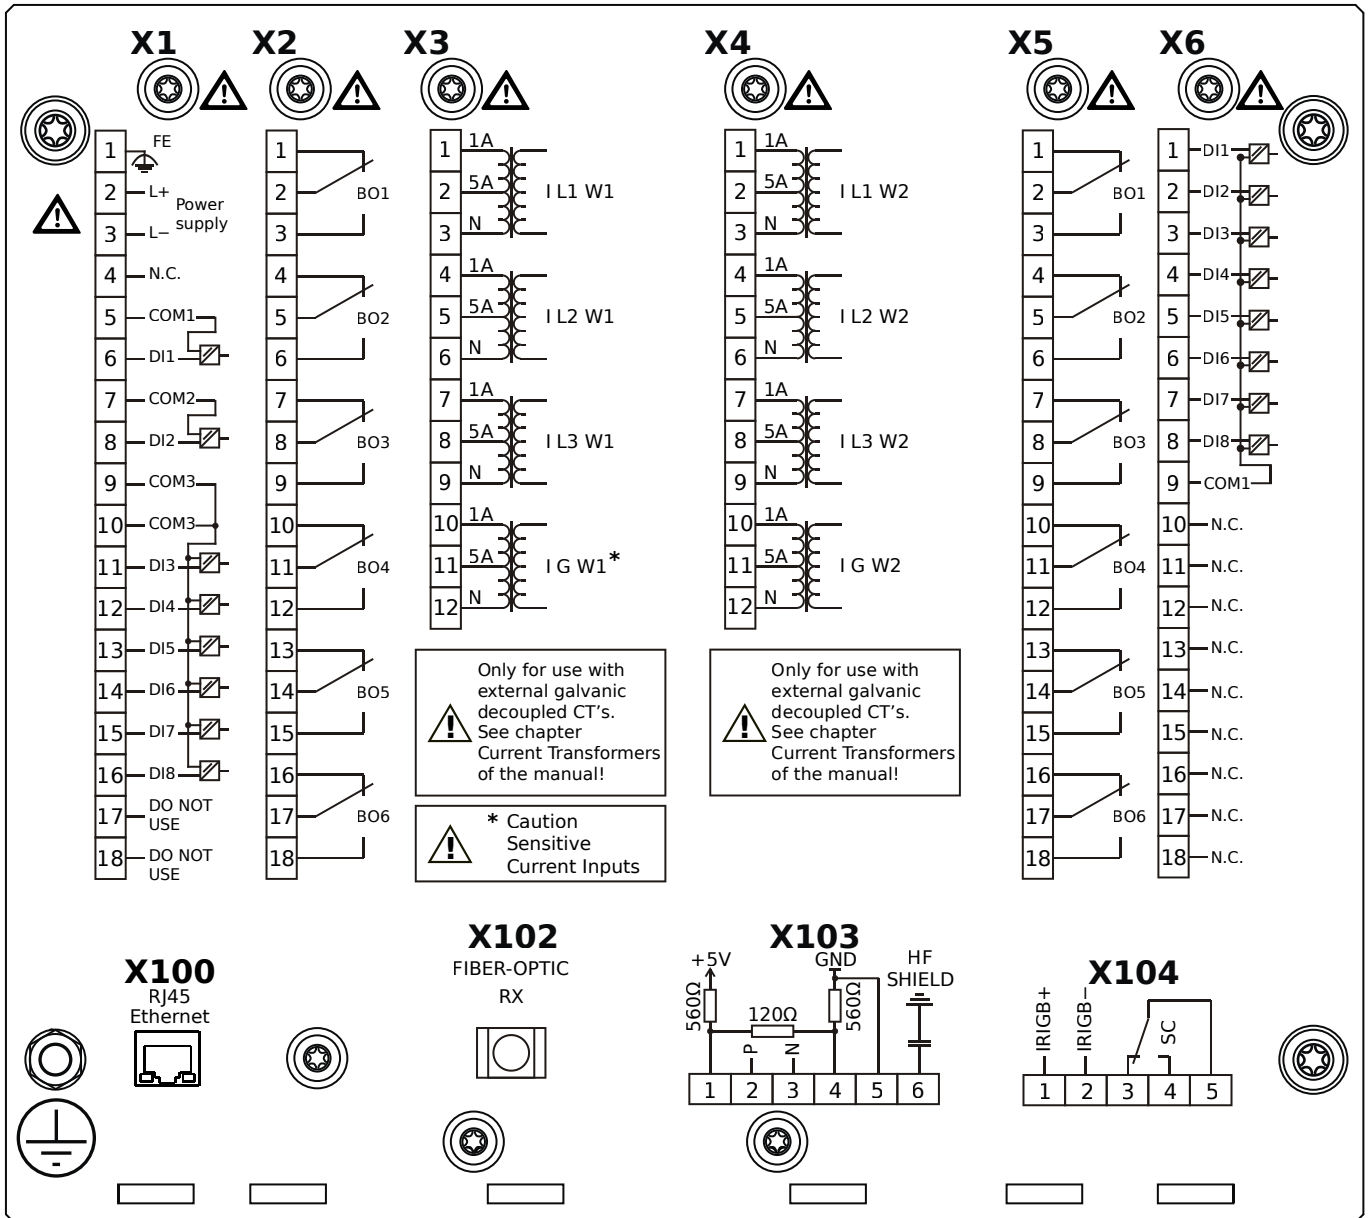 X1 X2 X3 X4 X5 X6
1 FE
2 L+
3 L−
Power
supply
4 N.C.
5 COM1
6 DI1
7 COM2
8 DI2
9 COM3
10 COM3
11 DI3
12 DI4
13 DI5
14 DI6
15 DI7
16 DI8
17 DO NOT
USE
18 DO NOT
USE
1
2 BO1
3
4
5 BO2
6
7
8 BO3
9
10
11 BO4
12
13
14 BO5
15
16
17 BO6
18
1 1A
2 5A I L1 W1
3 N
4 1A
5 5A I L2 W1
6 N
7 1A
8 5A I L3 W1
9 N
10 1A
11 5A I G W1*
12 N
Only for use with
external galvanic
decoupled CT's.
See chapter
Current Transformers
of the manual!
* Caution
Sensitive
Current Inputs
1 1A
2 5A I L1 W2
3 N
4 1A
5 5A I L2 W2
6 N
7 1A
8 5A I L3 W2
9 N
10 1A
11 5A I G W2
12 N
Only for use with
external galvanic
decoupled CT's.
See chapter
Current Transformers
of the manual!
1
2 BO1
3
4
5 BO2
6
7
8 BO3
9
10
11 BO4
12
13
14 BO5
15
16
17 BO6
18
1 DI1
2 DI2
3 DI3
4 DI4
5 DI5
6 DI6
7 DI7
8 DI8
9 COM1
10 N.C.
11 N.C.
12 N.C.
13 N.C.
14 N.C.
15 N.C.
16 N.C.
17 N.C.
18 N.C.
X100
RJ45
Ethernet
X102
FIBER-OPTIC
RX
X103
+5V GND HF
SHIELD
560Ω 120Ω 560Ω
P N
1 2 3 4 5 6
X104
IRIGB+ IRIGB− SC
1 2 3 4 5